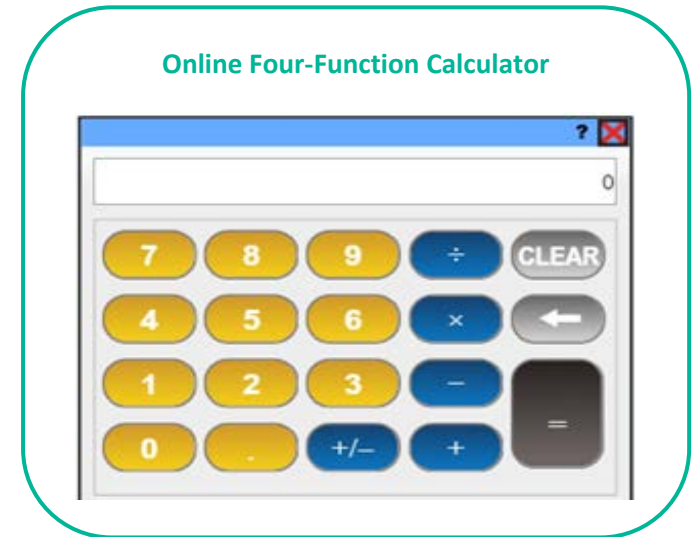 Online Four-Function Calculator
?
0
7 8 9 ÷ CLEAR
4 5 6 ×
1 2 3 −
0 . +/− + =